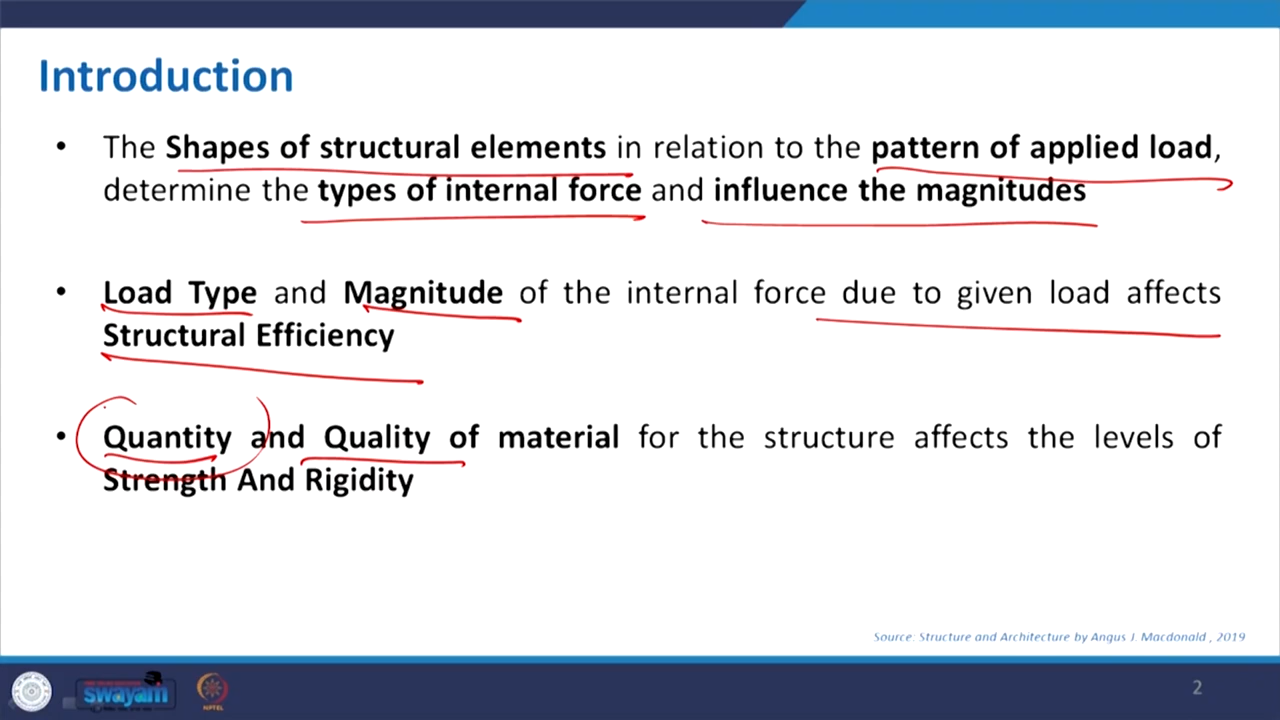 Introduction
• The Shapes of structural elements in relation to the pattern of applied load,
determine the types of internal force and influence the magnitudes
• Load Type and Magnitude of the internal force due to given load affects
Structural Efficiency
• Quantity and Quality of material for the structure affects the levels of
Strength And Rigidity
Source: Structure and Architecture by Angus J. Macdonald , 2019
swayam
NPTEL
2